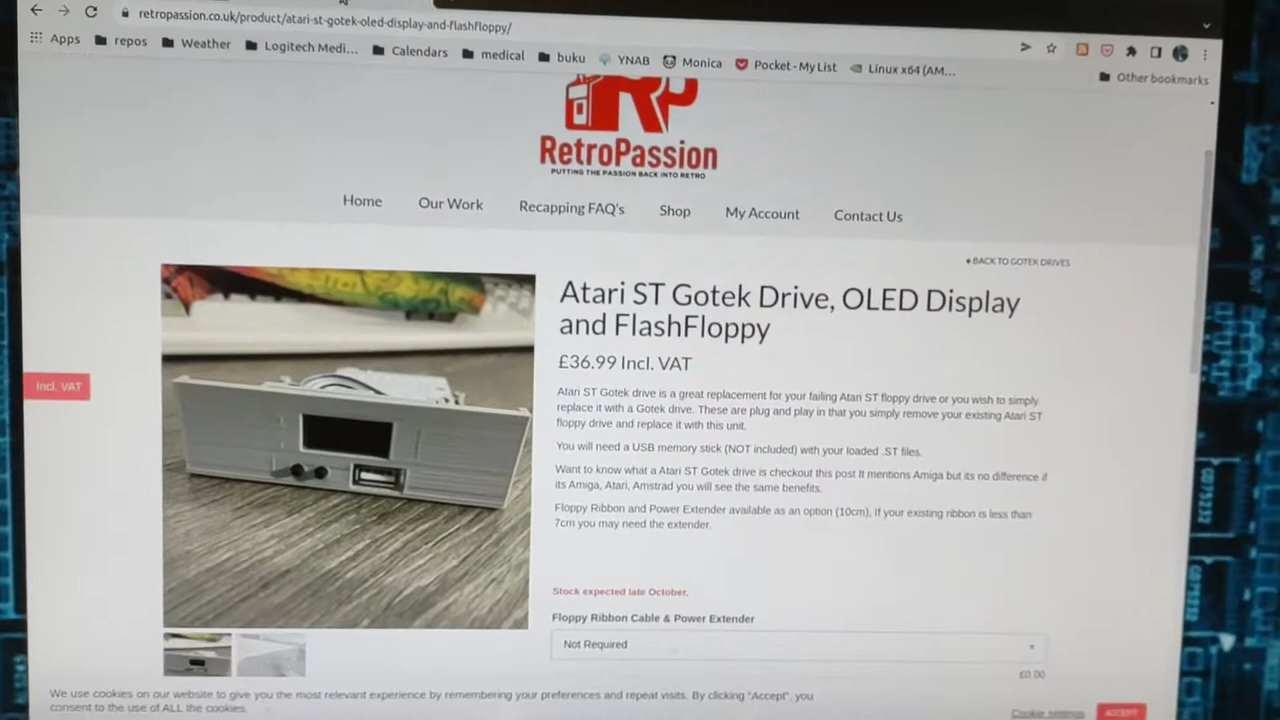 retropassion.co.uk/product/atari-st-gotek-oled-display-and-flashfloppy/
Apps repos Weather Logitech Medi... Calendars medical buku YNAB Monica Pocket - My List Linux x64 (AM...
Other bookmarks
RP
RetroPassion
PUTTING THE PASSION BACK INTO RETRO
Home Our Work Recapping FAQ's Shop My Account Contact Us
BACK TO GOTEK DRIVES
Atari ST Gotek Drive, OLED Display
and FlashFloppy
£36.99 Incl. VAT
Incl. VAT
Atari ST Gotek drive is a great replacement for your failing Atari ST floppy drive or you wish to simply
replace it with a Gotek drive. These are plug and play in that you simply remove your existing Atari ST
floppy drive and replace it with this unit.
You will need a USB memory stick (NOT included) with your loaded .ST files.
Want to know what a Atari ST Gotek drive is checkout this post It mentions Amiga but its no difference if
its Amiga, Atari, Amstrad you will see the same benefits.
Floppy Ribbon and Power Extender available as an option (10cm), If your existing ribbon is less than
7cm you may need the extender.
Stock expected late October.
Floppy Ribbon Cable & Power Extender
Not Required
£0.00
We use cookies on our website to give you the most relevant experience by remembering your preferences and repeat visits. By clicking "Accept", you
consent to the use of ALL the cookies.
Cookie settings ACCEPT